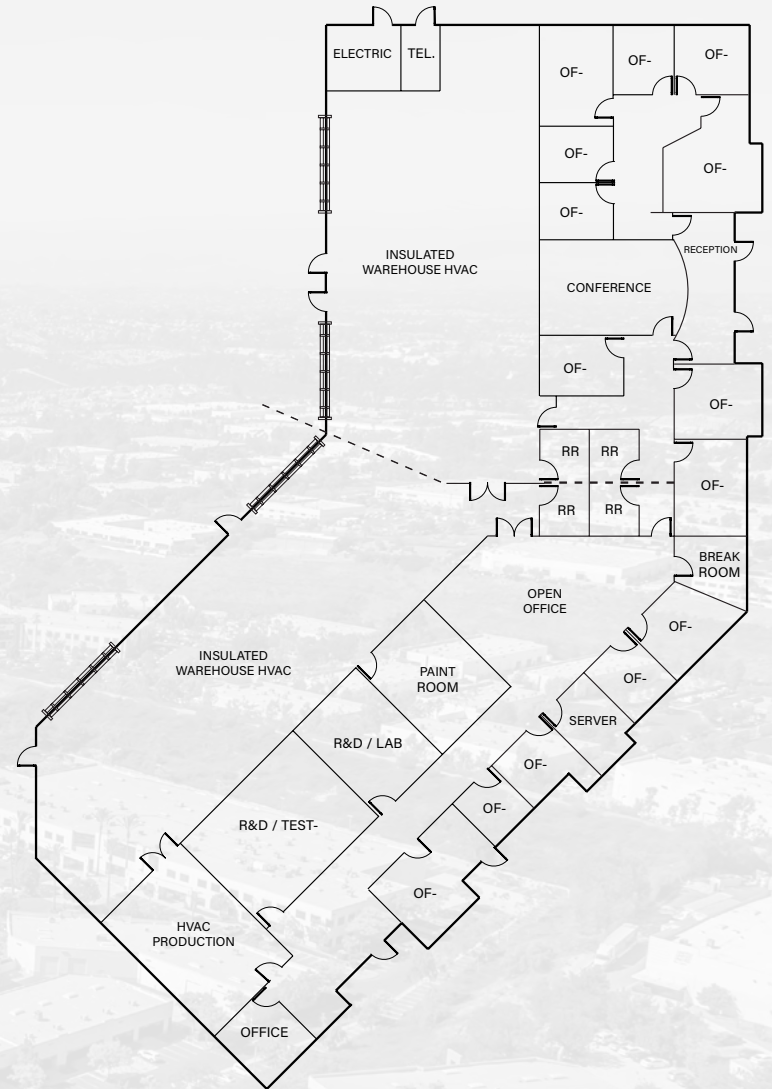 ELECTRIC
TEL.
OF-
OF-
OF-
OF-
OF-
OF-
RECEPTION
INSULATED
WAREHOUSE HVAC
CONFERENCE
OF-
OF-
RR
RR
OF-
RR
RR
BREAK
ROOM
OPEN
OFFICE
OF-
INSULATED
WAREHOUSE HVAC
PAINT
ROOM
OF-
SERVER
R&D / LAB
OF-
OF-
R&D / TEST-
OF-
HVAC
PRODUCTION
OFFICE